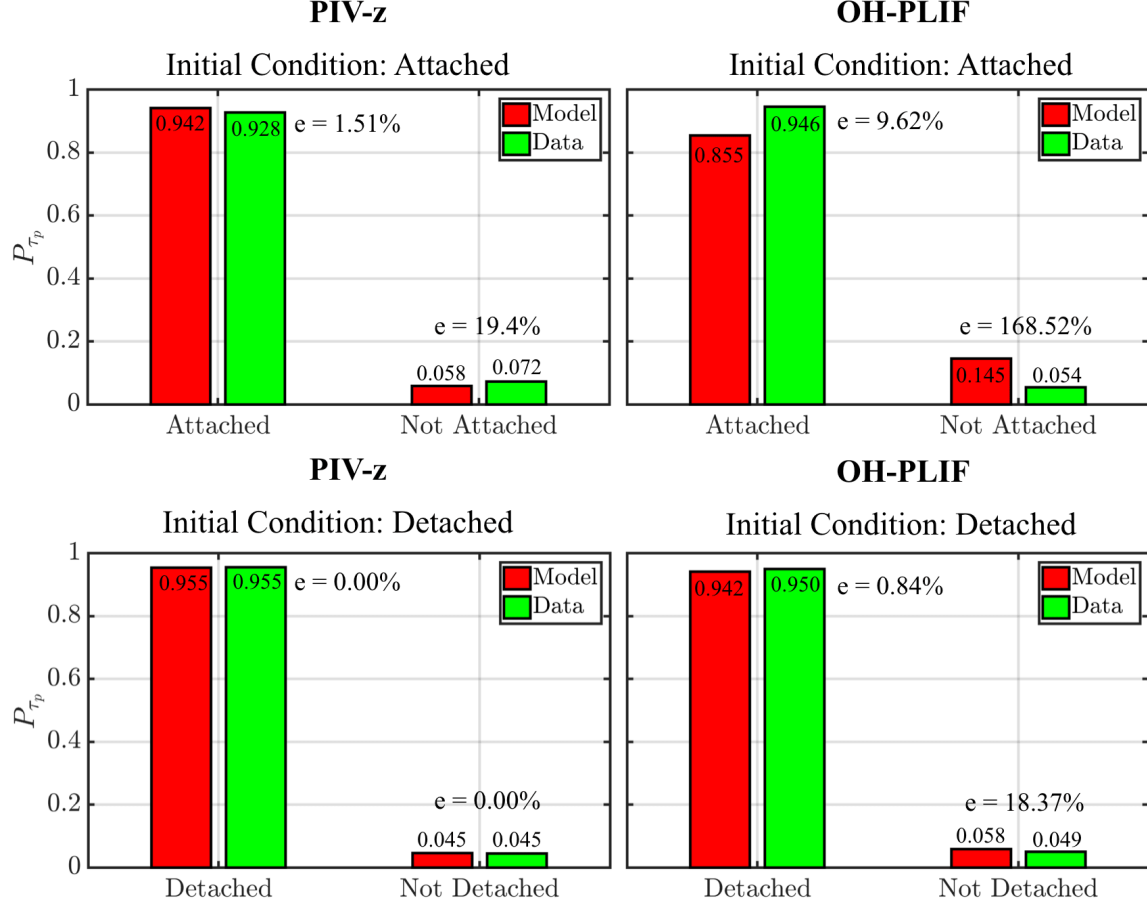 PIV-z
OH-PLIF
Initial Condition: Attached
Initial Condition: Attached
1
0.8
0.6
0.4
0.2
0
P_{τ_p}
0.942
0.928
e = 1.51%
Model
Data
e = 19.4%
0.058
0.072
Attached
Not Attached
0.855
0.946
e = 9.62%
Model
Data
e = 168.52%
0.145
0.054
Attached
Not Attached
PIV-z
OH-PLIF
Initial Condition: Detached
Initial Condition: Detached
1
0.8
0.6
0.4
0.2
0
P_{τ_p}
0.955
0.955
e = 0.00%
Model
Data
e = 0.00%
0.045
0.045
Detached
Not Detached
0.942
0.950
e = 0.84%
Model
Data
e = 18.37%
0.058
0.049
Detached
Not Detached